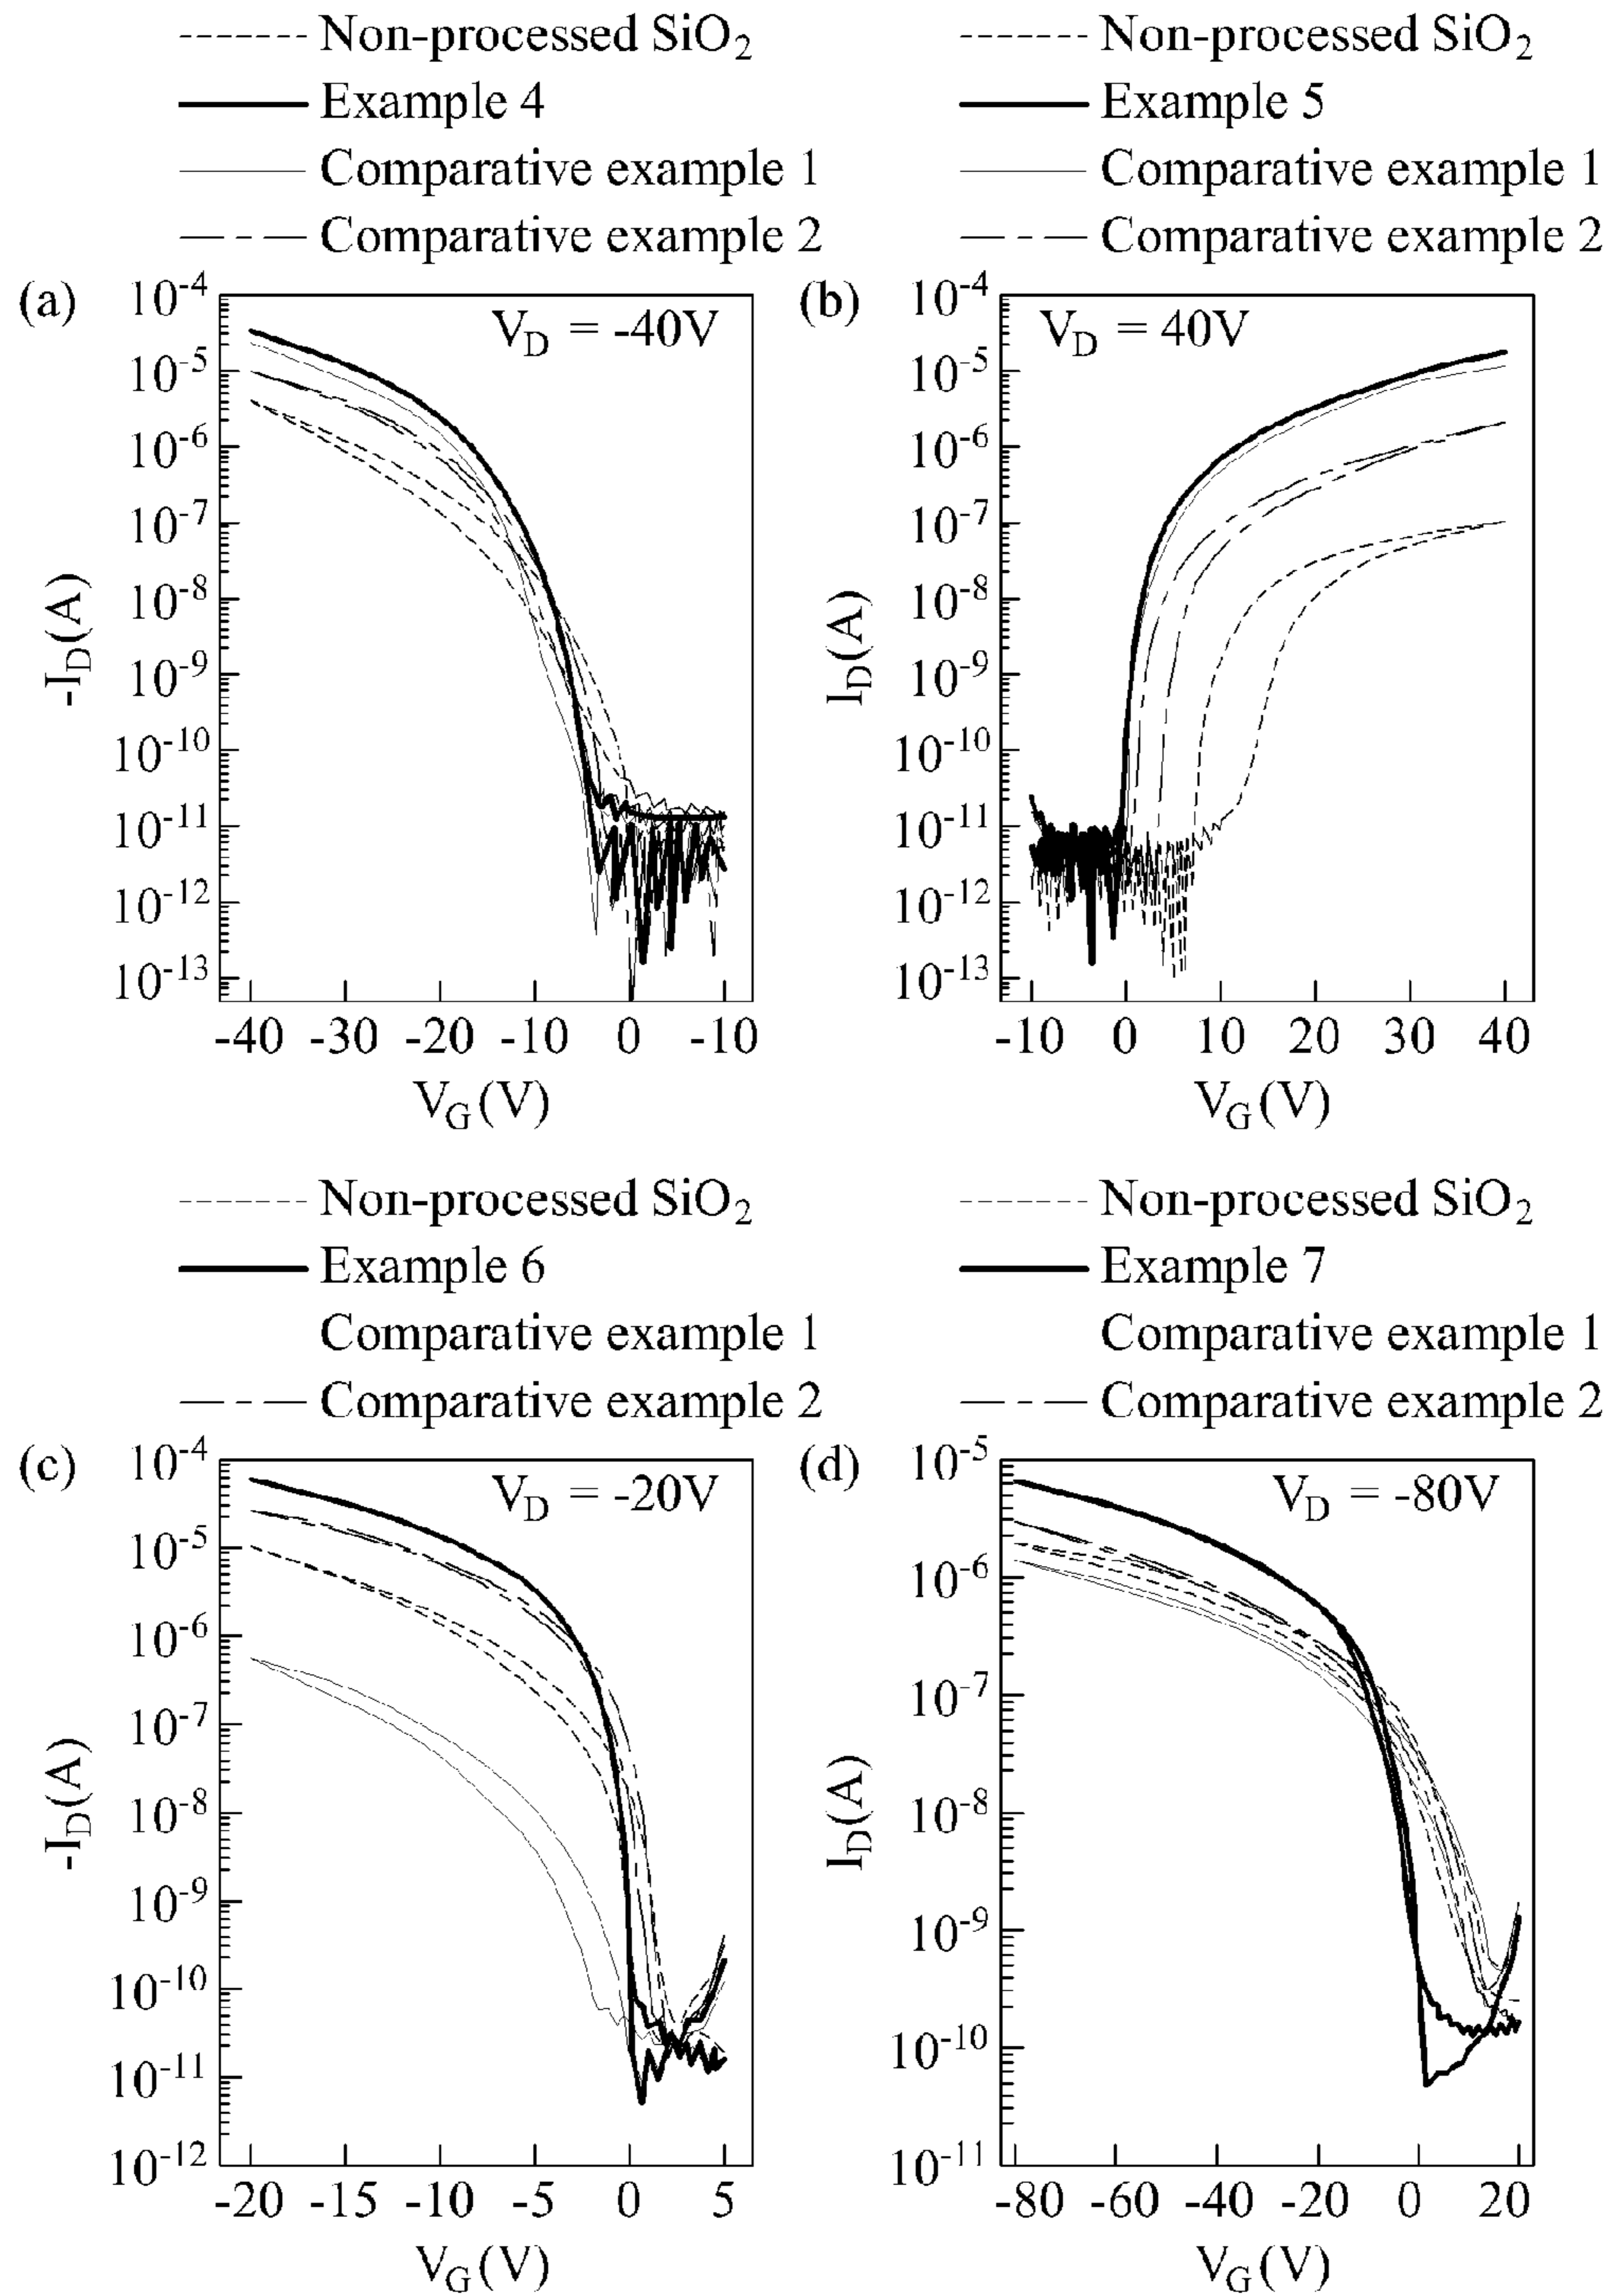 Non-processed SiO2
Example 4
Comparative example 1
Comparative example 2
(a)
VD = -40V
10-4
10-5
10-6
10-7
10-8
10-9
10-10
10-11
10-12
10-13
-ID(A)
-40 -30 -20 -10 0 -10
VG(V)
Non-processed SiO2
Example 5
Comparative example 1
Comparative example 2
(b)
VD = 40V
10-4
10-5
10-6
10-7
10-8
10-9
10-10
10-11
10-12
10-13
ID(A)
-10 0 10 20 30 40
VG(V)
Non-processed SiO2
Example 6
Comparative example 1
Comparative example 2
(c)
VD = -20V
10-4
10-5
10-6
10-7
10-8
10-9
10-10
10-11
10-12
-ID(A)
-20 -15 -10 -5 0 5
VG(V)
Non-processed SiO2
Example 7
Comparative example 1
Comparative example 2
(d)
VD = -80V
10-5
10-6
10-7
10-8
10-9
10-10
10-11
ID(A)
-80 -60 -40 -20 0 20
VG(V)